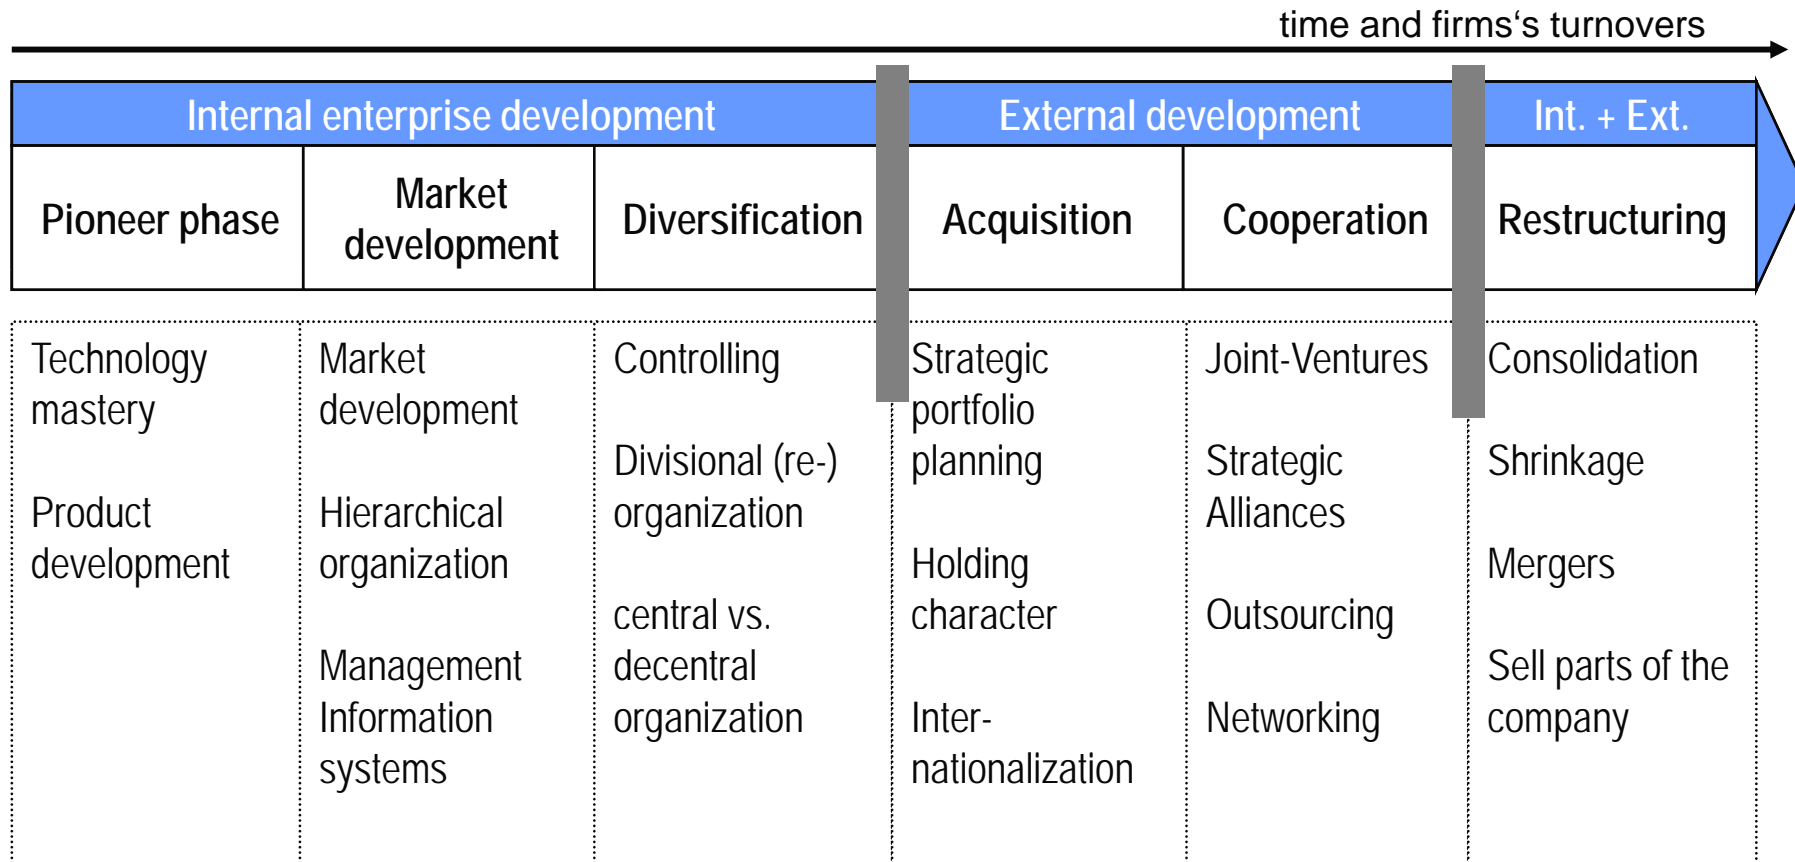 time and firms‘s turnovers
Internal enterprise development
External development
Int. + Ext.
Pioneer phase
Market
development
Diversification
Acquisition
Cooperation
Restructuring
Technology
mastery
Product
development
Market
development
Hierarchical
organization
Management
Information
systems
Controlling
Divisional (re-)
organization
central vs.
decentral
organization
Strategic
portfolio
planning
Holding
character
Inter-
nationalization
Joint-Ventures
Strategic
Alliances
Outsourcing
Networking
Consolidation
Shrinkage
Mergers
Sell parts of the
company